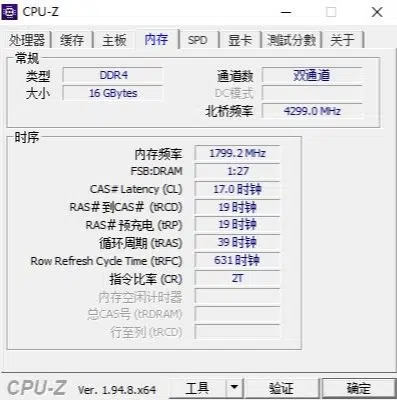 CPU-Z
处理器 缓存 主板 内存 SPD 显卡 測試分數 关于
常规
类型 DDR4 通道数 双通道
大小 16 GBytes DC模式
北桥频率 4299.0 MHz
时序
内存频率 1799.2 MHz
FSB:DRAM 1:27
CAS# Latency (CL) 17.0 时钟
RAS#到CAS# (tRCD) 19 时钟
RAS#预充电 (tRP) 19 时钟
循环周期 (tRAS) 39 时钟
Row Refresh Cycle Time (tRFC) 631 时钟
指令比率 (CR) 2T
内存空闲计时器
总CAS号 (tRDRAM)
行至列 (tRCD)
CPU-Z Ver. 1.94.8.x64 工具 验证 确定